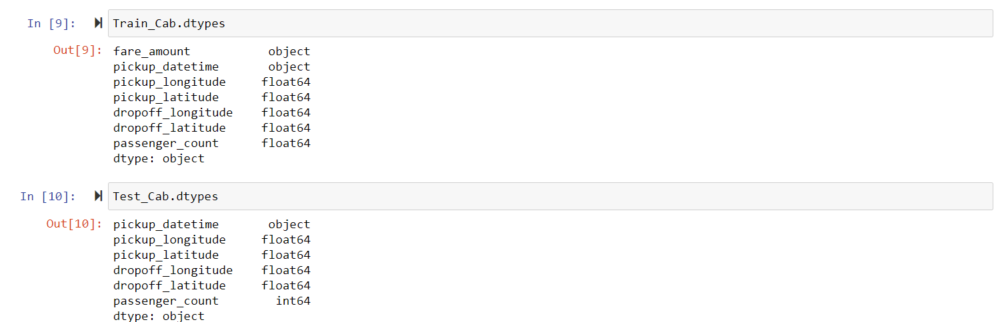 In [9]: Train_Cab.dtypes
Out[9]: fare_amount object
pickup_datetime object
pickup_longitude float64
pickup_latitude float64
dropoff_longitude float64
dropoff_latitude float64
passenger_count float64
dtype: object
In [10]: Test_Cab.dtypes
Out[10]: pickup_datetime object
pickup_longitude float64
pickup_latitude float64
dropoff_longitude float64
dropoff_latitude float64
passenger_count int64
dtype: object